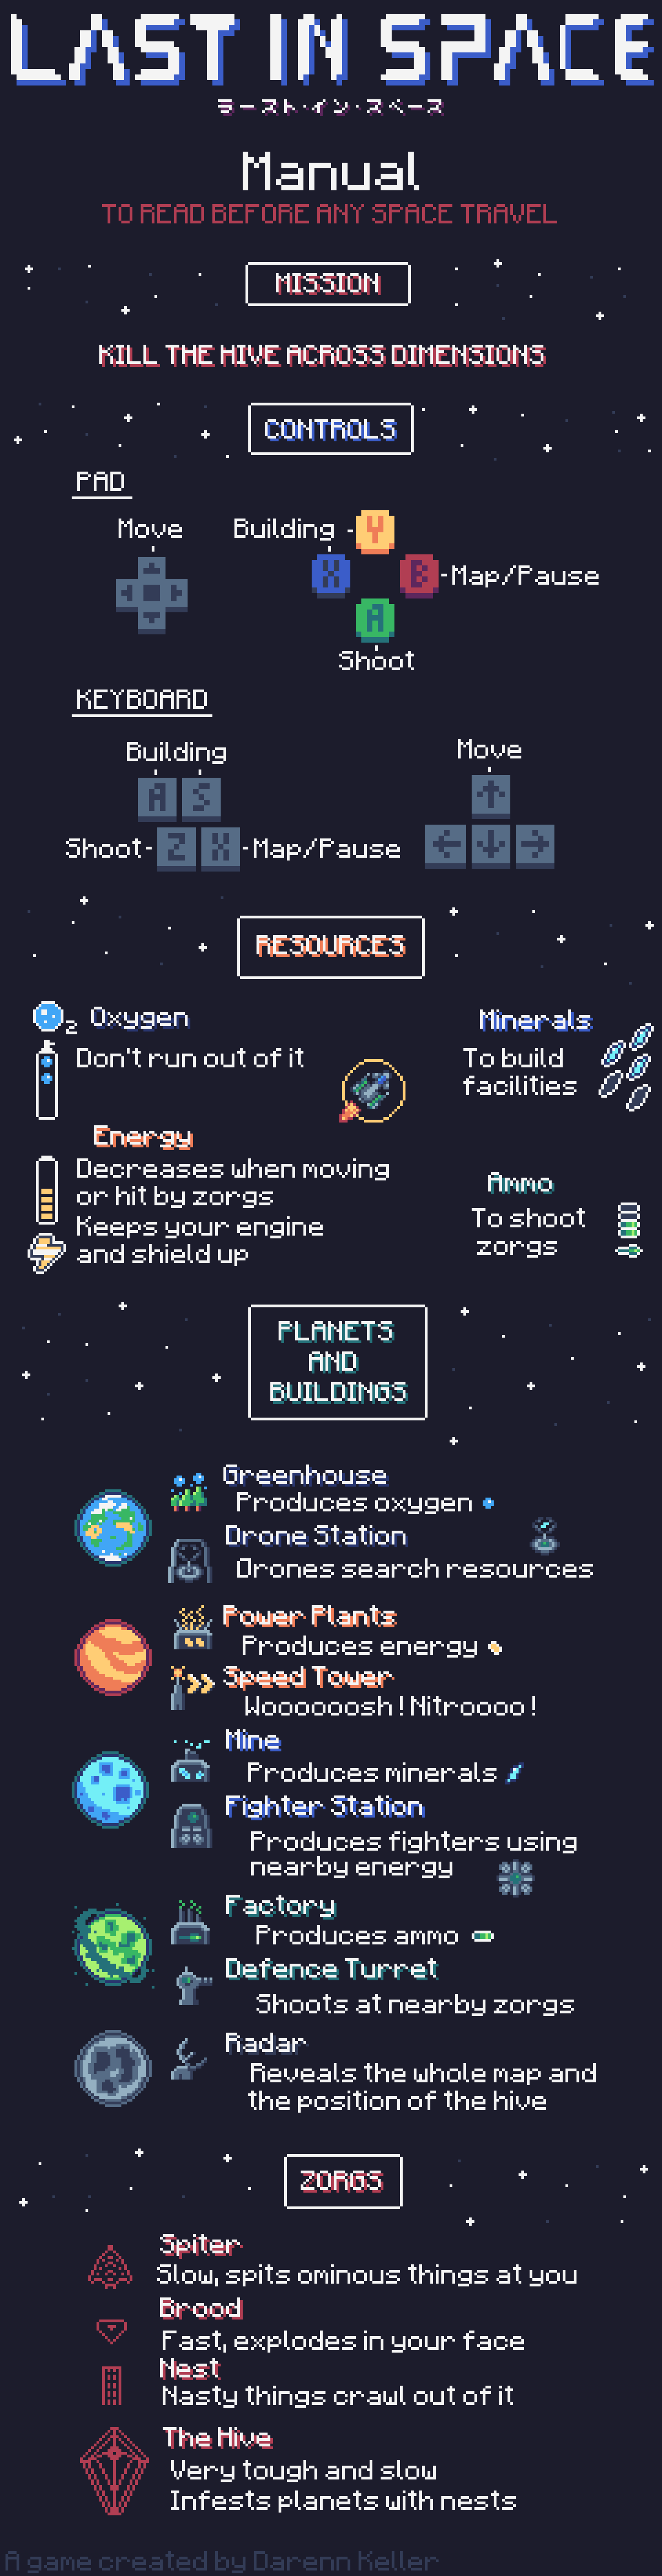 LAST IN SPACE
ラースト・イン・スペース
Manual
TO READ BEFORE ANY SPACE TRAVEL
MISSION
KILL THE HIVE ACROSS DIMENSIONS
CONTROLS
PAD
Move
Building
Y
X
B
Map/Pause
A
Shoot
KEYBOARD
Building
Move
A S
Shoot
Z X
Map/Pause
RESOURCES
2 Oxygen
Don't run out of it
Minerals
To build
facilities
Energy
Decreases when moving
or hit by zorgs
Keeps your engine
and shield up
Ammo
To shoot
zorgs
PLANETS
AND
BUILDINGS
Greenhouse
Produces oxygen
Drone Station
Drones search resources
Power Plants
Produces energy
Speed Tower
Woooooosh ! Nitroooo !
Mine
Produces minerals
Fighter Station
Produces fighters using
nearby energy
Factory
Produces ammo
Defence Turret
Shoots at nearby zorgs
Radar
Reveals the whole map and
the position of the hive
ZORGS
Spiter
Slow, spits ominous things at you
Brood
Fast, explodes in your face
Nest
Nasty things crawl out of it
The Hive
Very tough and slow
Infests planets with nests
A game created by Darenn Keller